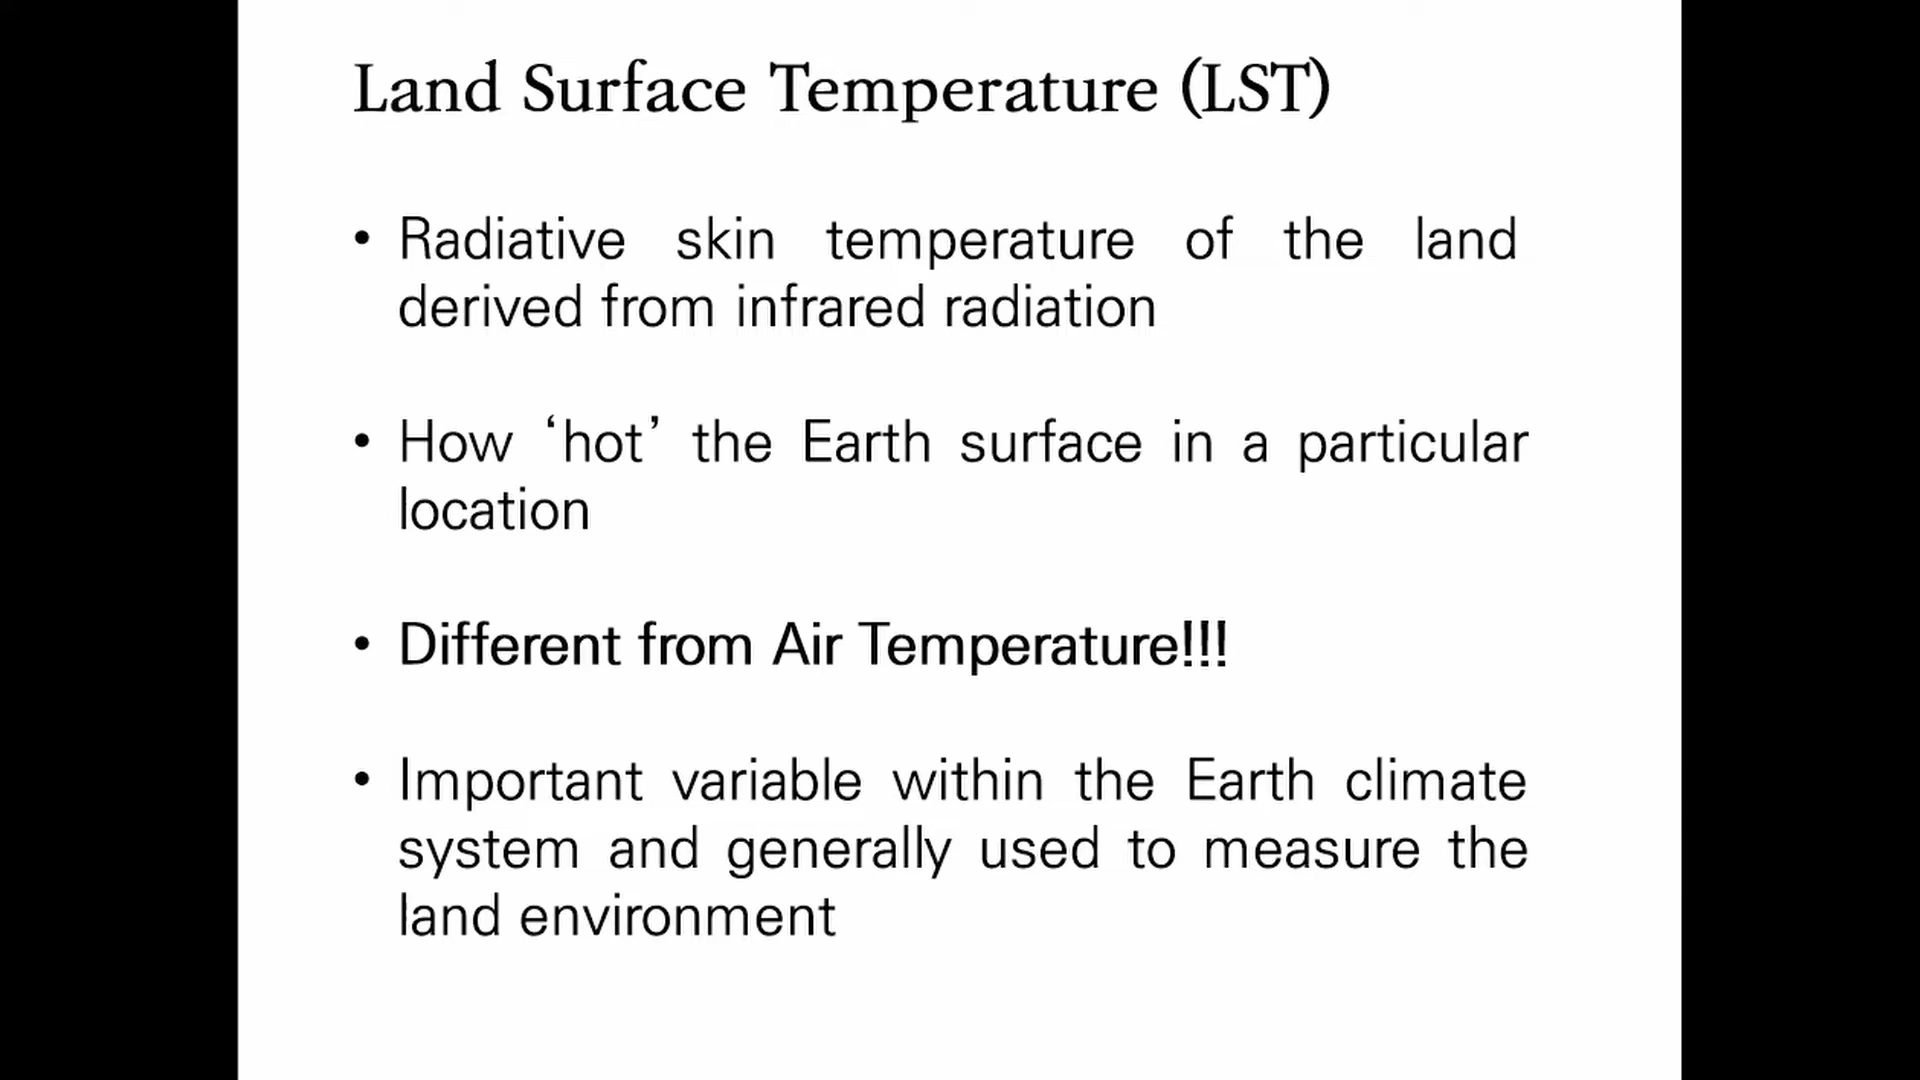 Land Surface Temperature (LST)
• Radiative skin temperature of the land
derived from infrared radiation
• How ‘hot’ the Earth surface in a particular
location
• Different from Air Temperature!!!
• Important variable within the Earth climate
system and generally used to measure the
land environment